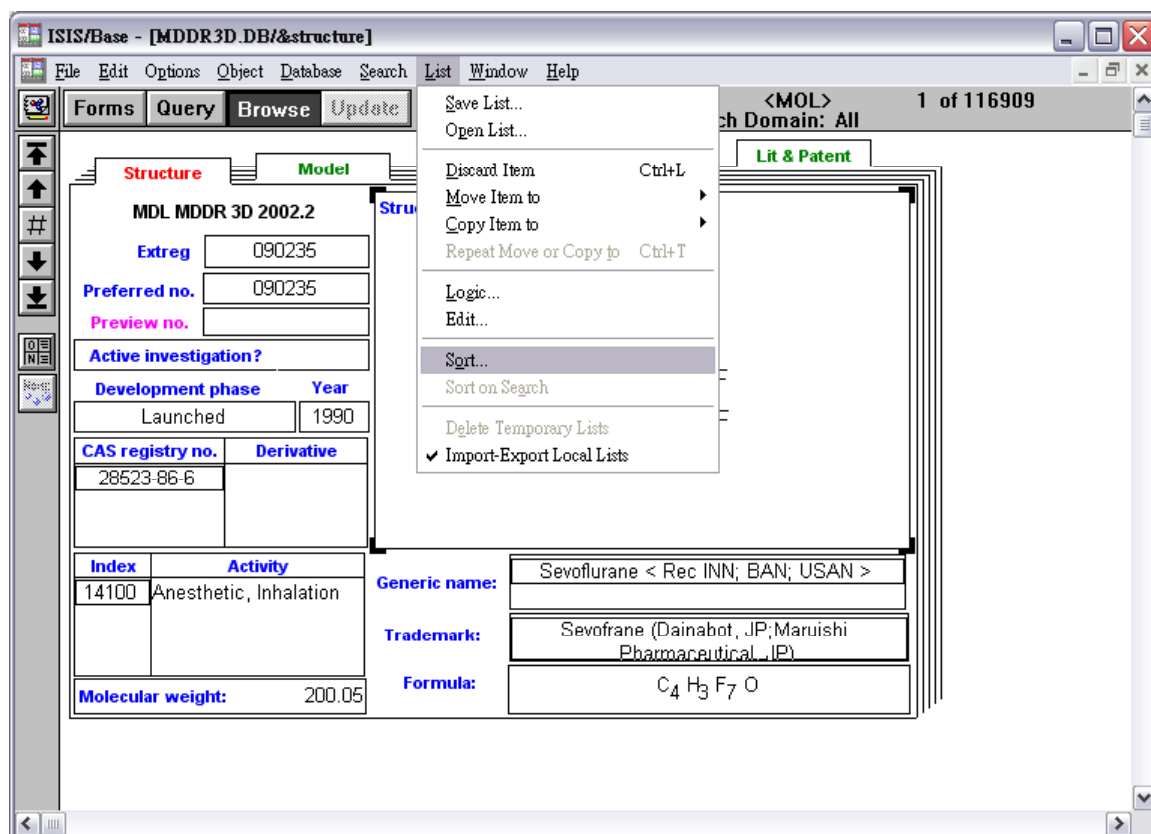 ISIS/Base - [MDDR3D.DB/&structure]
File Edit Options Object Database Search List Window Help
Forms Query Browse Update
<MOL> 1 of 116909
ch Domain: All
Save List...
Open List...
Discard Item Ctrl+L
Move Item to
Copy Item to
Repeat Move or Copy to Ctrl+T
Logic...
Edit...
Sort...
Sort on Search
Delete Temporary Lists
✓ Import-Export Local Lists
Structure Model Lit & Patent
MDL MDDR 3D 2002.2
Stru
Extreg 090235
Preferred no. 090235
Preview no.
Active investigation?
Development phase Year
Launched 1990
CAS registry no. Derivative
28523-86-6
Index Activity
14100 Anesthetic, Inhalation
Molecular weight: 200.05
Generic name: Sevoflurane < Rec INN; BAN; USAN >
Trademark: Sevofrane (Dainabot, JP;Maruishi
Pharmaceutical, JP)
Formula: C4 H3 F7 O